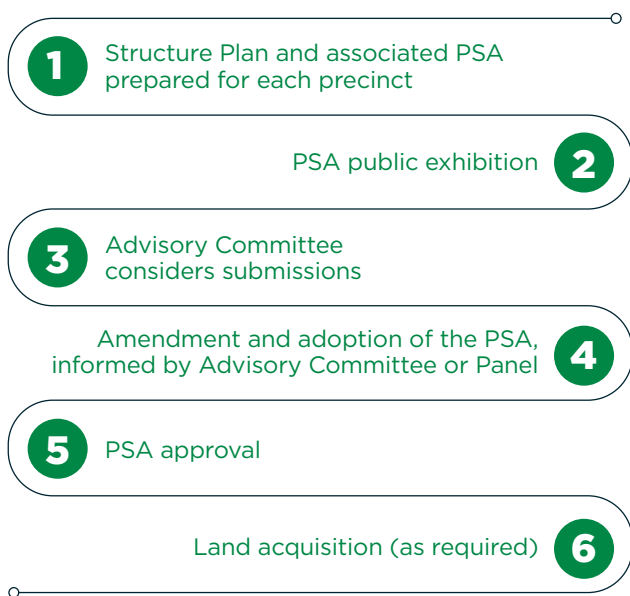 1
Structure Plan and associated PSA
prepared for each precinct
PSA public exhibition
2
3
Advisory Committee
considers submissions
Amendment and adoption of the PSA,
informed by Advisory Committee or Panel
4
5
PSA approval
Land acquisition (as required)
6